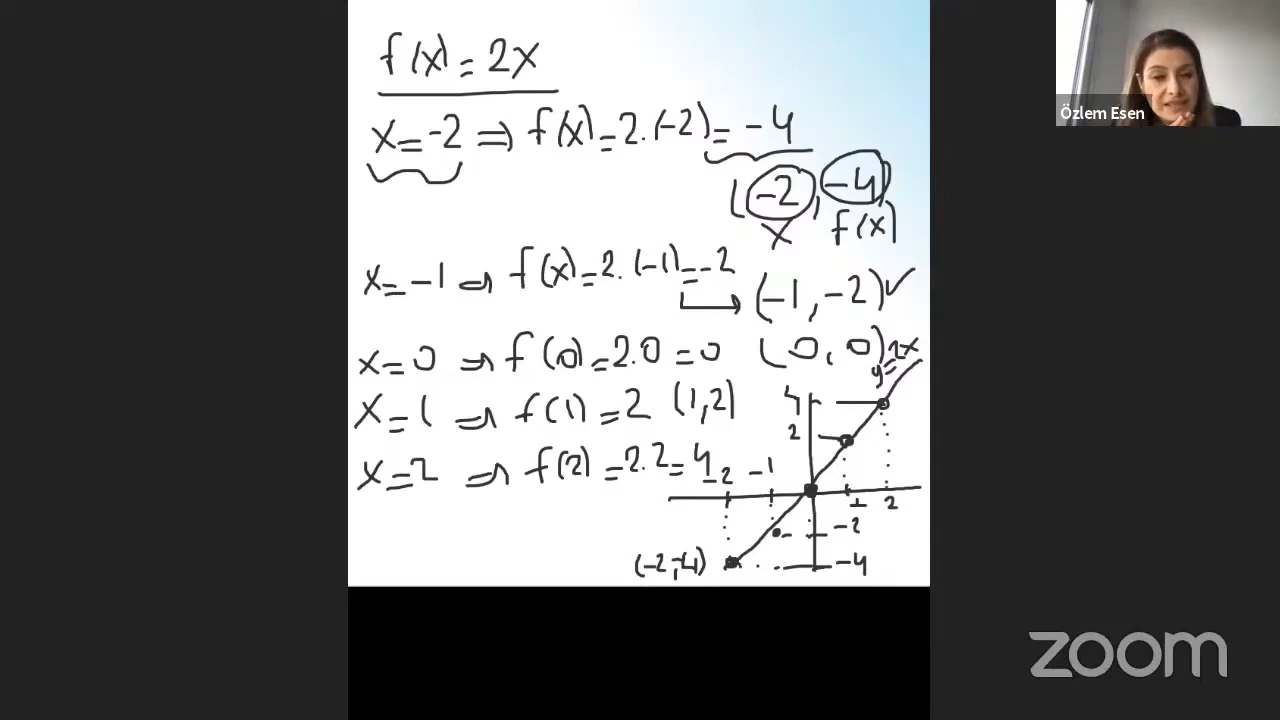 f(x) = 2x
x = -2 ⇒ f(x) = 2.(-2) = -4
(-2, -4)
x f(x)
x = -1 ⇒ f(x) = 2.(-1) = -2
(-1, -2) ✓
x = 0 ⇒ f(0) = 2.0 = 0 (0, 0)
y = 2x
x = 1 ⇒ f(1) = 2 (1, 2)
x = 2 ⇒ f(2) = 2.2 = 4
4
2
-2 -1
1 2
-2
(-2, -4)
-4
Özlem Esen
zoom